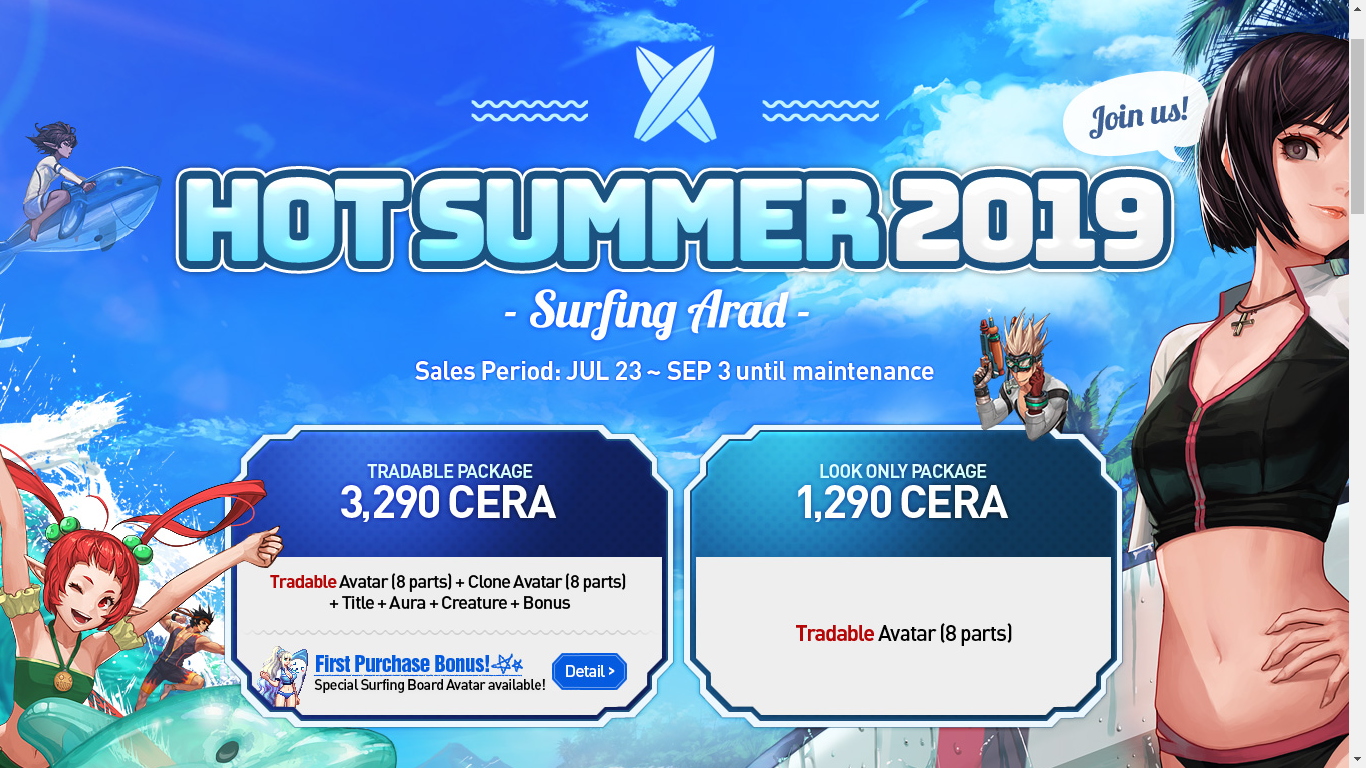 Join us!
HOT SUMMER 2019
- Surfing Arad -
Sales Period: JUL 23 ~ SEP 3 until maintenance
TRADABLE PACKAGE
3,290 CERA
Tradable Avatar (8 parts) + Clone Avatar (8 parts)
+ Title + Aura + Creature + Bonus
First Purchase Bonus!
Special Surfing Board Avatar available!
Detail >
LOOK ONLY PACKAGE
1,290 CERA
Tradable Avatar (8 parts)